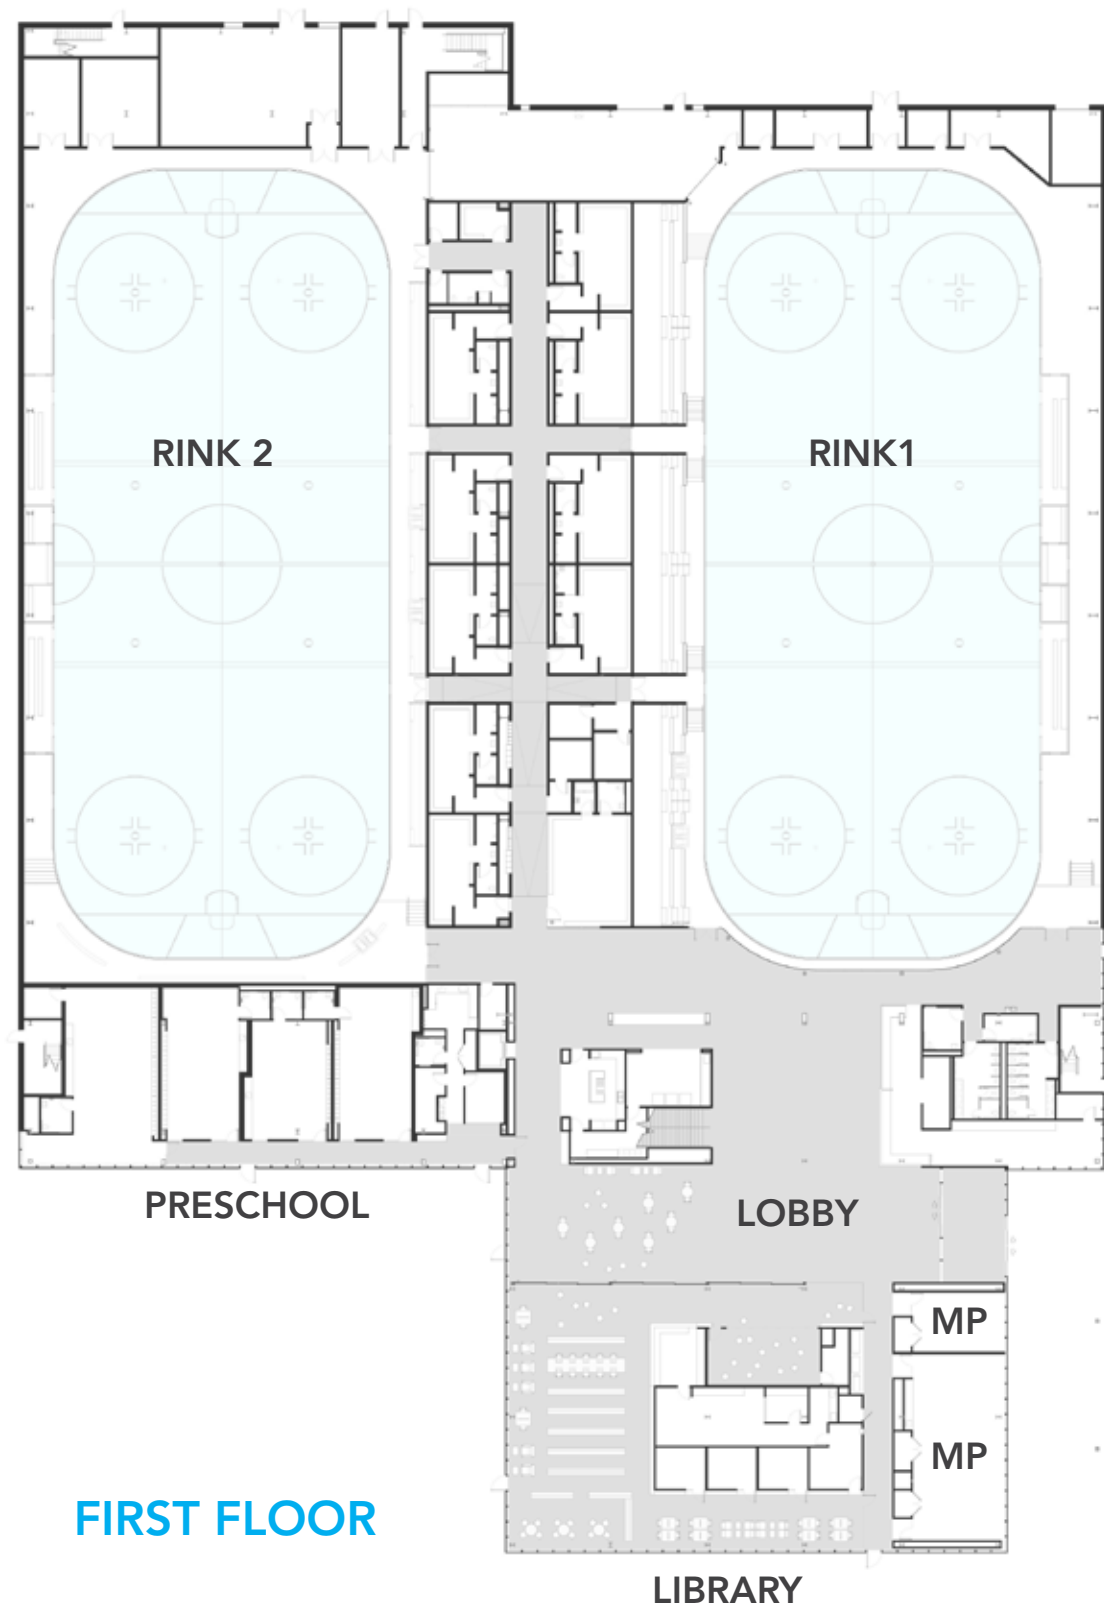 RINK 2
RINK1
PRESCHOOL
LOBBY
MP
MP
FIRST FLOOR
LIBRARY